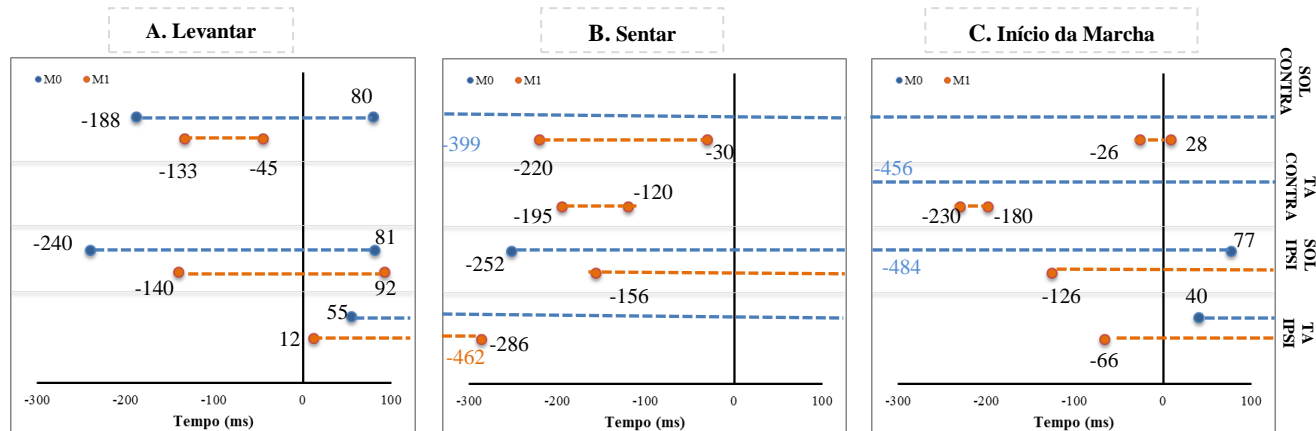 A. Levantar
B. Sentar
C. Início da Marcha
M0 M1
-188 80
-133 -45
-240 81
-140 92
55
12
-300 -200 -100 0 100
Tempo (ms)
M0 M1
-399
-220 -30
-195 -120
-252
-156
-462 -286
-300 -200 -100 0 100
Tempo (ms)
M0 M1
-26 28
-456
-230 -180
77
-484
-126
40
-66
-300 -200 -100 0 100
Tempo (ms)
SOL
CONTRA
TA
CONTRA
SOL
IPSI
TA
IPSI